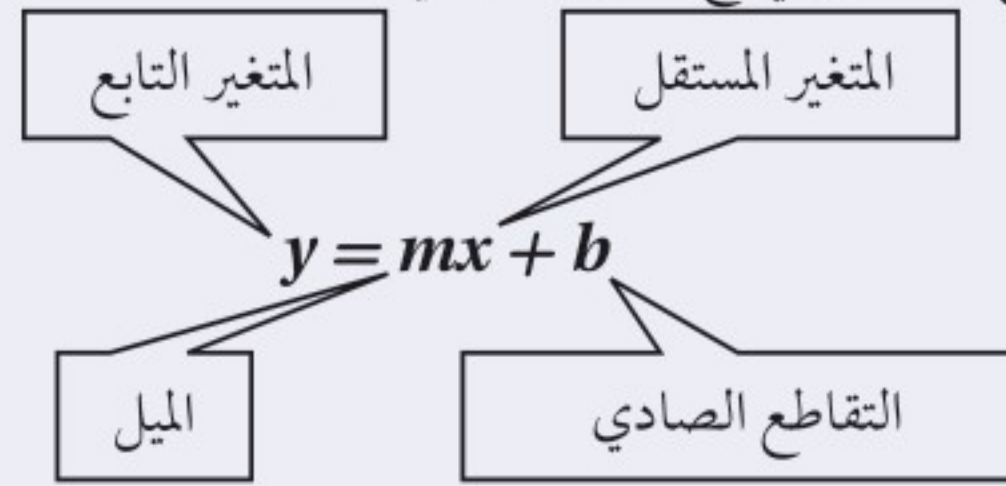 المتغير المستقل
المتغير التابع
y = mx + b
التقاطع الصادي
الميل